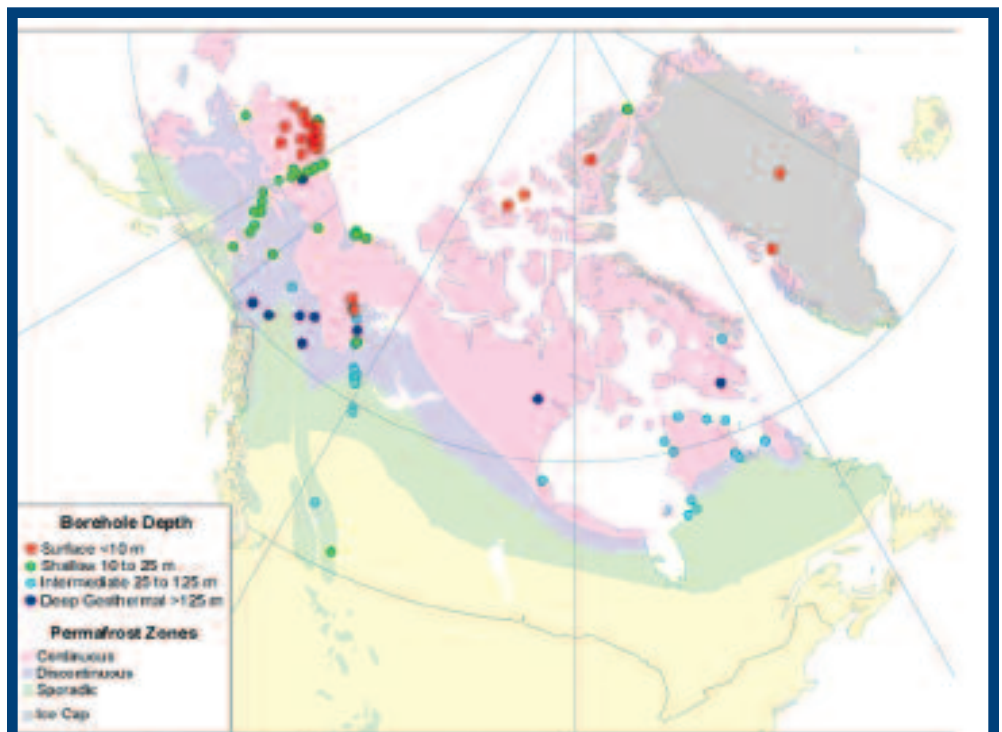 Borehole Depth
Surface <10 m
Shallow 10 to 25 m
Intermediate 25 to 125 m
Deep Geothermal >125 m
Permafrost Zones
Continuous
Discontinuous
Sporadic
Ice Cap